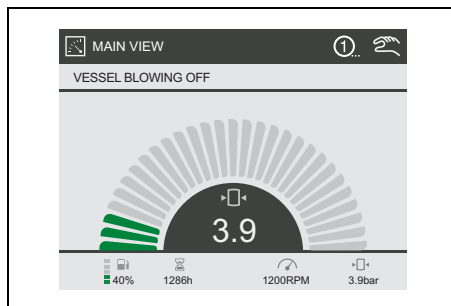 MAIN VIEW
1...
VESSEL BLOWING OFF
3.9
40% 1286h 1200RPM 3.9bar